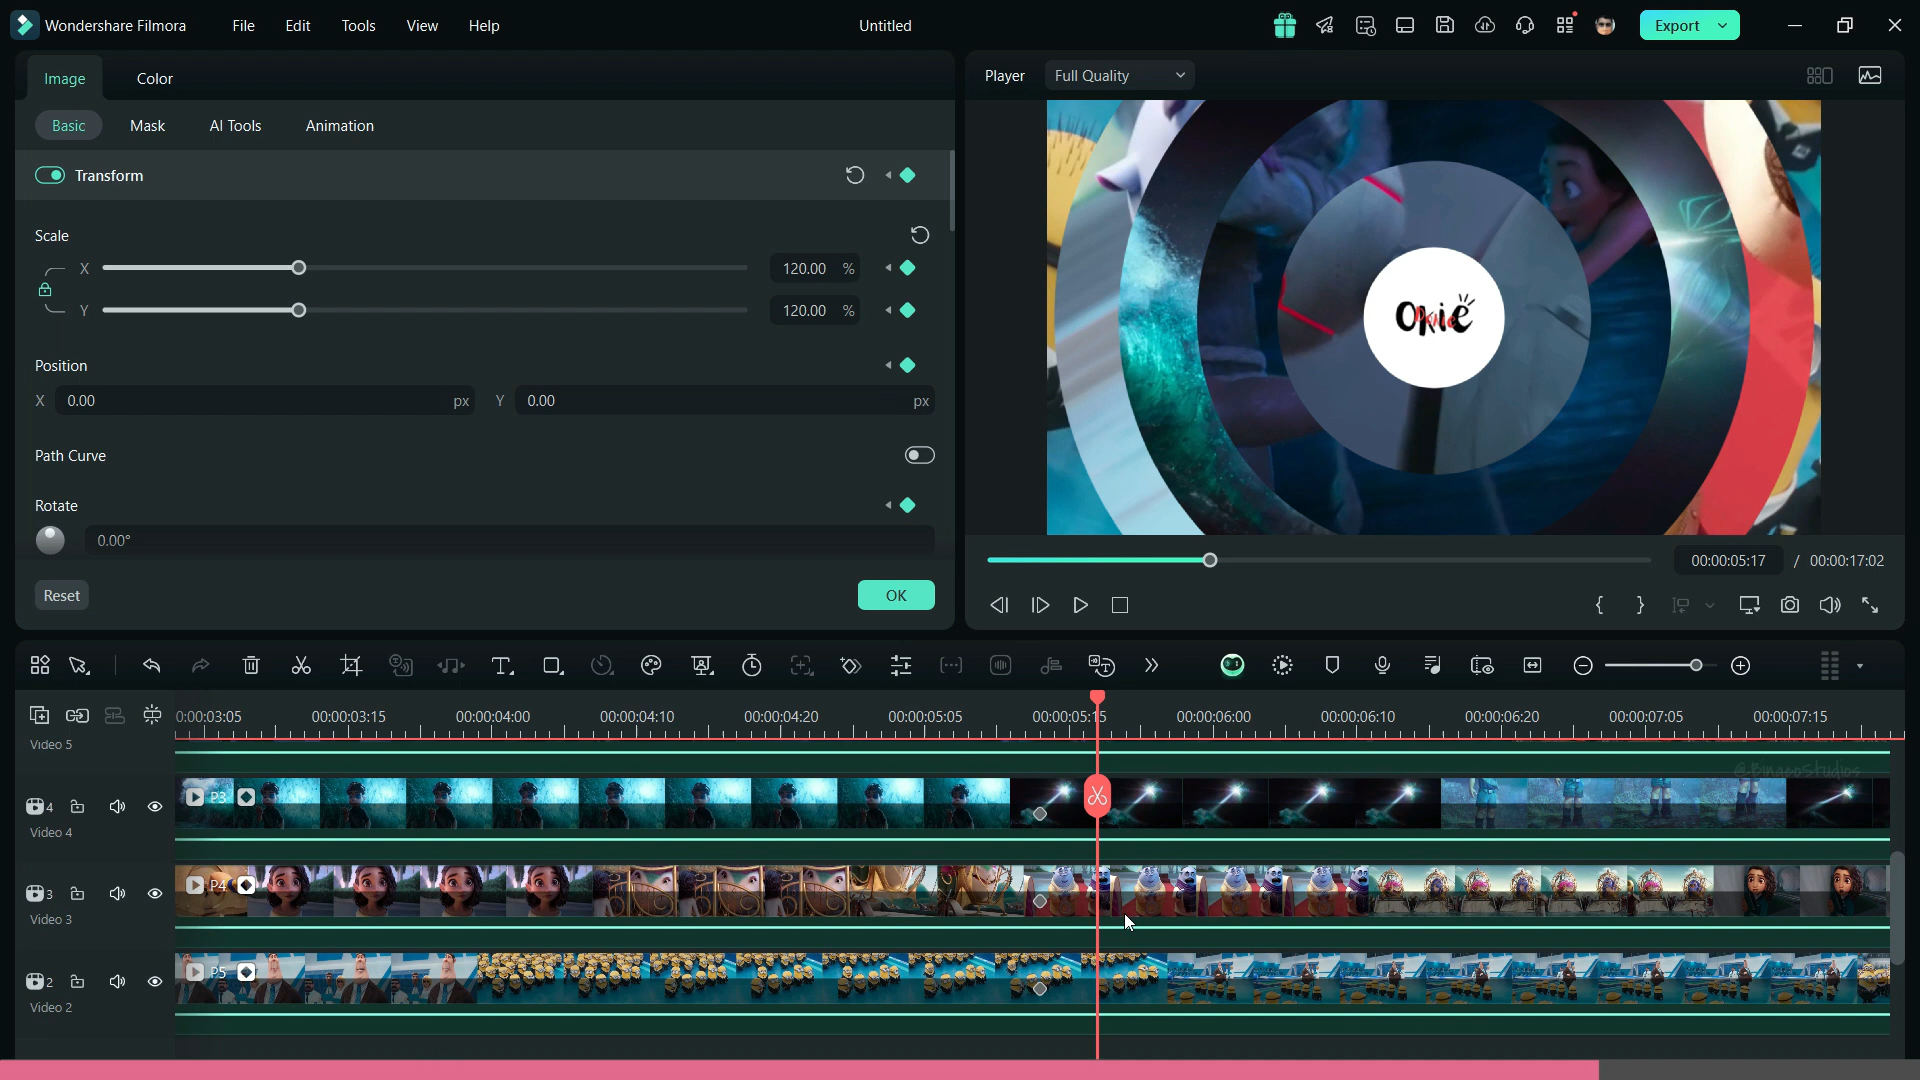 Wondershare Filmora
File
Edit
Tools
View
Help
Untitled
Export
Image
Color
Player
Full Quality
Basic
Mask
AI Tools
Animation
Transform
Scale
X
120.00 %
Y
120.00 %
Position
X 0.00 px
Y 0.00 px
Path Curve
Rotate
0.00°
Reset
OK
00:00:05:17 / 00:00:17:02
0:00:03:05
00:00:03:15
00:00:04:00
00:00:04:10
00:00:04:20
00:00:05:05
00:00:05:15
00:00:06:00
00:00:06:10
00:00:06:20
00:00:07:05
00:00:07:15
Video 5
@BingeoStudios
4
P3
Video 4
3
P4
Video 3
2
P5
Video 2